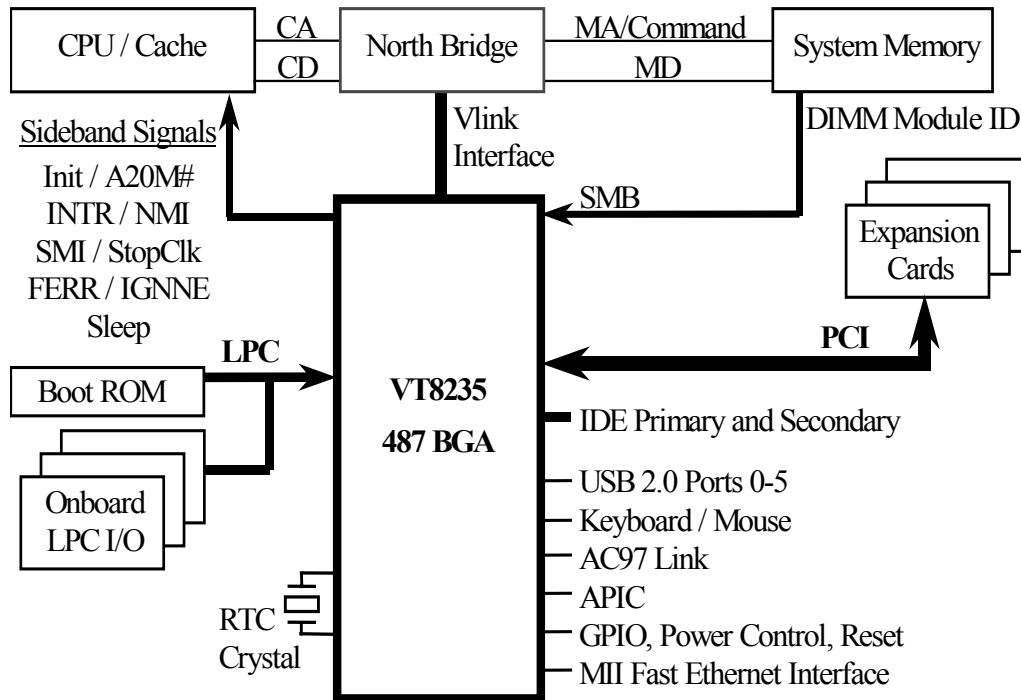 CPU / Cache
CA
CD
North Bridge
MA/Command
MD
System Memory
Sideband Signals
Init / A20M#
INTR / NMI
SMI / StopClk
FERR / IGNNE
Sleep
Vlink
Interface
DIMM Module ID
SMB
Expansion
Cards
LPC
PCI
Boot ROM
VT8235
487 BGA
IDE Primary and Secondary
Onboard
LPC I/O
USB 2.0 Ports 0-5
Keyboard / Mouse
AC97 Link
APIC
GPIO, Power Control, Reset
MII Fast Ethernet Interface
RTC
Crystal